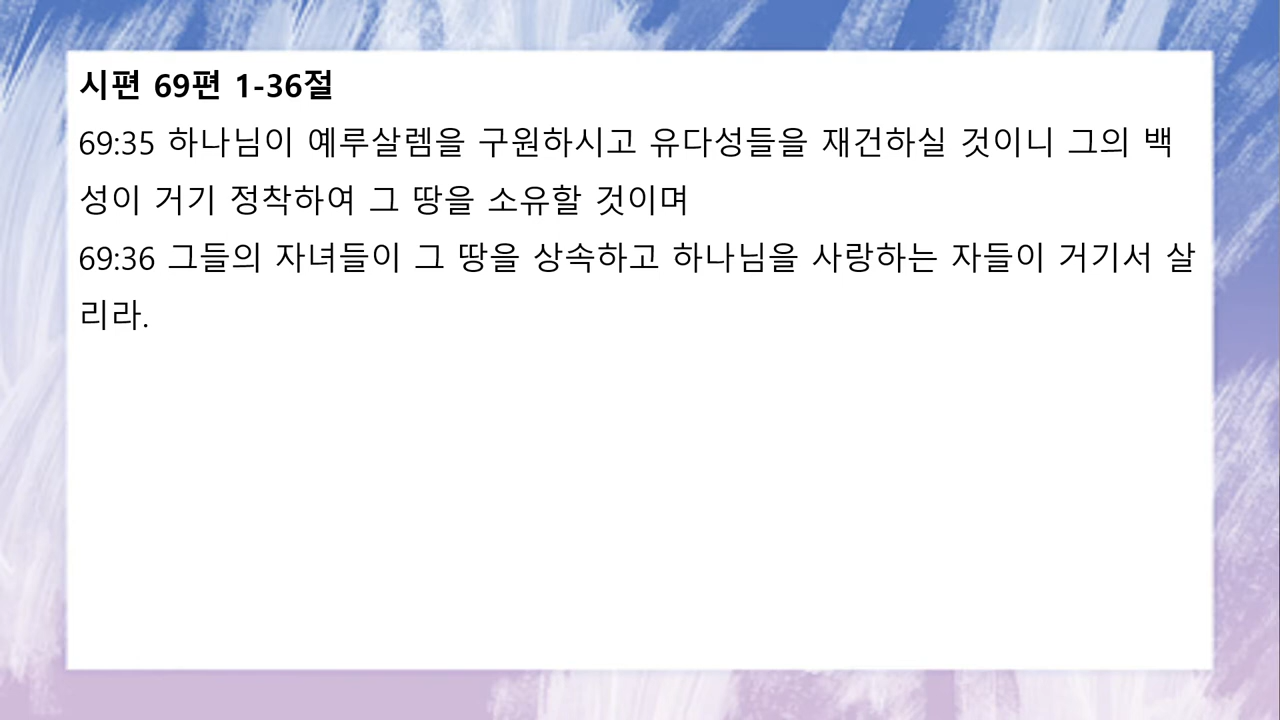 시편 69편 1-36절
69:35 하나님이 예루살렘을 구원하시고 유다성들을 재건하실 것이니 그의 백
성이 거기 정착하여 그 땅을 소유할 것이며
69:36 그들의 자녀들이 그 땅을 상속하고 하나님을 사랑하는 자들이 거기서 살
리라.